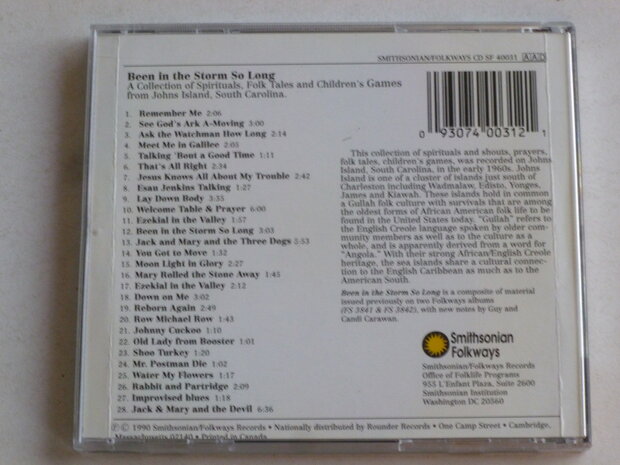 SMITHSONIAN/FOLKWAYS CD SF 40031 AAD
Been in the Storm So Long
A Collection of Spirituals, Folk Tales and Children's Games
from Johns Island, South Carolina.
1. Remember Me 2:06
2. See God's Ark A-Moving 3:00
3. Ask the Watchman How Long 2:14
4. Meet Me in Galilee 2:05
5. Talking 'Bout a Good Time 1:11
6. That's All Right 2:34
7. Jesus Knows All About My Trouble 2:42
8. Esau Jenkins Talking 1:27
9. Lay Down Body 3:35
10. Welcome Table & Prayer 6:00
11. Ezekial in the Valley 1:57
12. Been in the Storm So Long 3:03
13. Jack and Mary and the Three Dogs 5:53
14. You Got to Move 1:32
15. Moon Light in Glory 2:27
16. Mary Rolled the Stone Away 1:45
17. Ezekial in the Valley 2:12
18. Down on Me 3:02
19. Reborn Again 2:49
20. Row Michael Row 1:43
21. Johnny Cuckoo 1:10
22. Old Lady from Booster 1:01
23. Shoo Turkey 1:20
24. Mr. Postman Die 1:02
25. Water My Flowers 1:17
26. Rabbit and Partridge 2:09
27. Improvised blues 1:18
28. Jack & Mary and the Devil 6:36
0 93074 00312 1
This collection of spirituals and shouts, prayers,
folk tales, children's games, was recorded on Johns
Island, South Carolina, in the early 1960s. Johns
Island is one of a cluster of islands just south of
Charleston including Wadmalaw, Edisto, Yonges,
James and Kiawah. These islands hold in common
a Gullah folk culture with survivals that are among
the oldest forms of African American folk life to be
found in the United States today. "Gullah" refers to
the English Creole language spoken by older com-
munity members as well as to the culture as a
whole, and is apparently derived from a word for
"Angola." With their strong African/English Creole
heritage, the sea islands share a cultural connec-
tion to the English Caribbean as much as to the
American South.
Been in the Storm So Long is a composite of material
issued previously on two Folkways albums
(FS 3841 & FS 3842), with new notes by Guy and
Candi Carawan.
Smithsonian
Folkways
Smithsonian/Folkways Records
Office of Folklife Programs
955 L'Enfant Plaza, Suite 2600
Smithsonian Institution
Washington DC 20560
Ⓟ © 1990 Smithsonian/Folkways Records • Nationally distributed by Rounder Records • One Camp Street • Cambridge,
Massachusetts 02140 • Printed in Canada